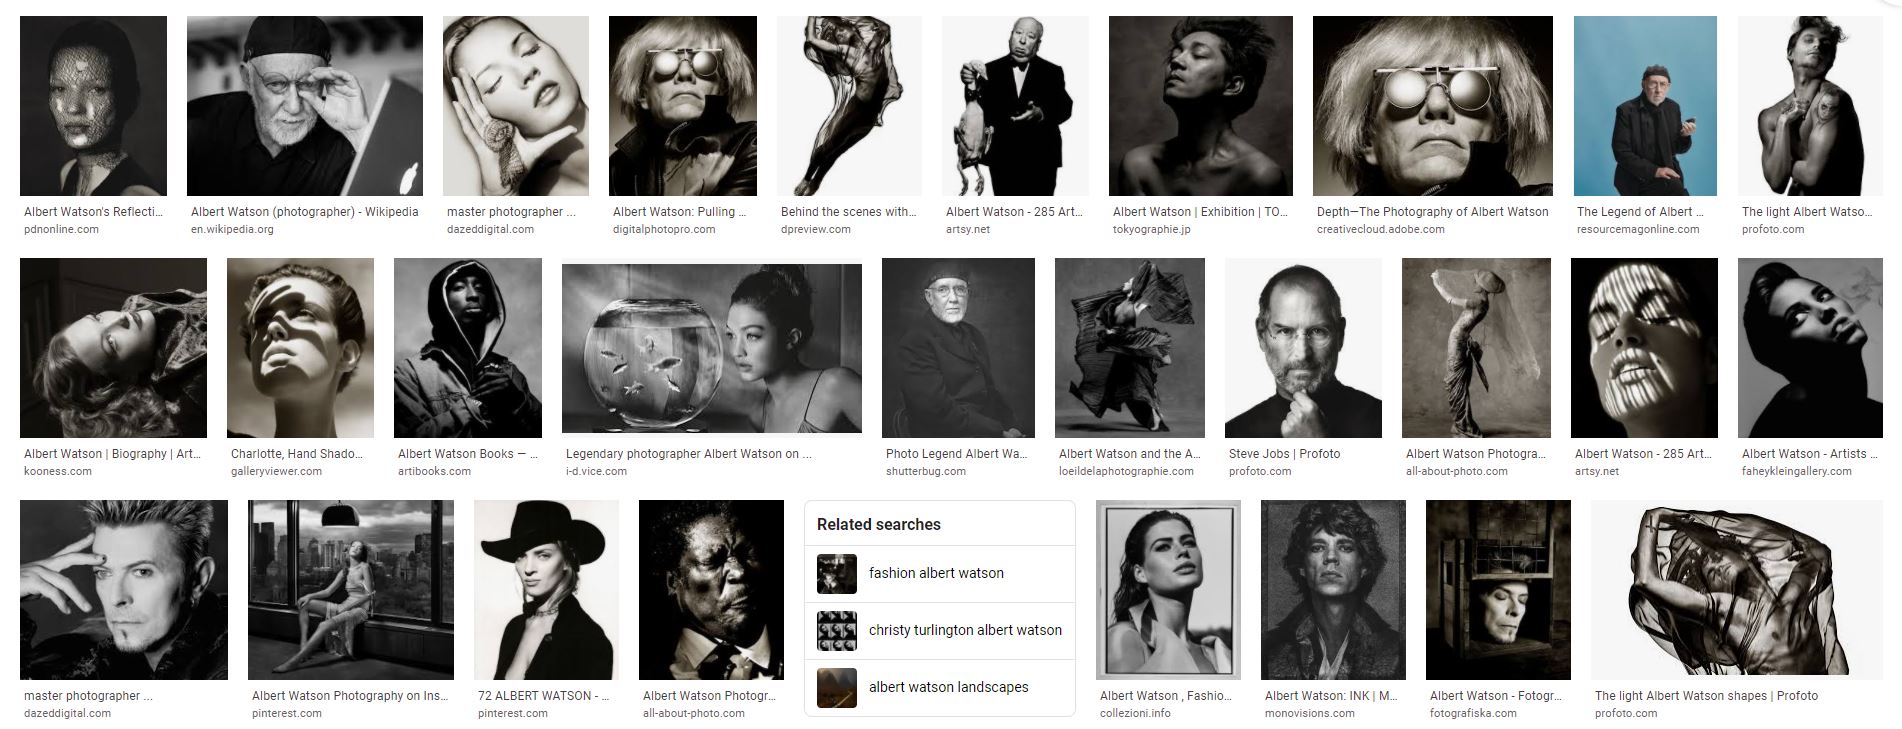 Albert Watson's Reflecti...
pdnonline.com
Albert Watson (photographer) - Wikipedia
en.wikipedia.org
master photographer ...
dazeddigital.com
Albert Watson: Pulling ...
digitalphotopro.com
Behind the scenes with...
dpreview.com
Albert Watson - 285 Art...
artsy.net
Albert Watson | Exhibition | TO...
tokyographie.jp
Depth—The Photography of Albert Watson
creativecloud.adobe.com
The Legend of Albert ...
resourcemagonline.com
The light Albert Watso...
profoto.com
Albert Watson | Biography | Art...
kooness.com
Charlotte, Hand Shado...
galleryviewer.com
Albert Watson Books — ...
artibooks.com
Legendary photographer Albert Watson on ...
i-d.vice.com
Photo Legend Albert Wa...
shutterbug.com
Albert Watson and the A...
loeildelaphotographie.com
Steve Jobs | Profoto
profoto.com
Albert Watson Photogra...
all-about-photo.com
Albert Watson - 285 Art...
artsy.net
Albert Watson - Artists ...
faheykleingallery.com
master photographer ...
dazeddigital.com
Albert Watson Photography on Ins...
pinterest.com
72 ALBERT WATSON - ...
pinterest.com
Albert Watson Photogr...
all-about-photo.com
Related searches
fashion albert watson
christy turlington albert watson
albert watson landscapes
Albert Watson , Fashio...
collezioni.info
Albert Watson: INK | M...
monovisions.com
Albert Watson - Fotogr...
fotografiska.com
The light Albert Watson shapes | Profoto
profoto.com